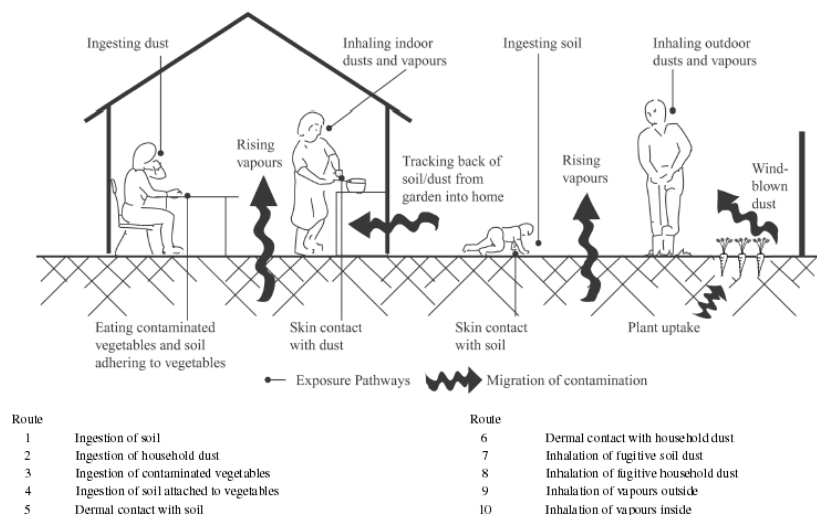 Ingesting dust
Inhaling indoor
dusts and vapours
Ingesting soil
Inhaling outdoor
dusts and vapours
Rising
vapours
Tracking back of
soil/dust from
garden into home
Rising
vapours
Wind-
blown
dust
Eating contaminated
vegetables and soil
adhering to vegetables
Skin contact
with dust
Skin contact
with soil
Plant uptake
Exposure Pathways
Migration of contamination
Route
1 Ingestion of soil
2 Ingestion of household dust
3 Ingestion of contaminated vegetables
4 Ingestion of soil attached to vegetables
5 Dermal contact with soil
Route
6 Dermal contact with household dust
7 Inhalation of fugitive soil dust
8 Inhalation of fugitive household dust
9 Inhalation of vapours outside
10 Inhalation of vapours inside